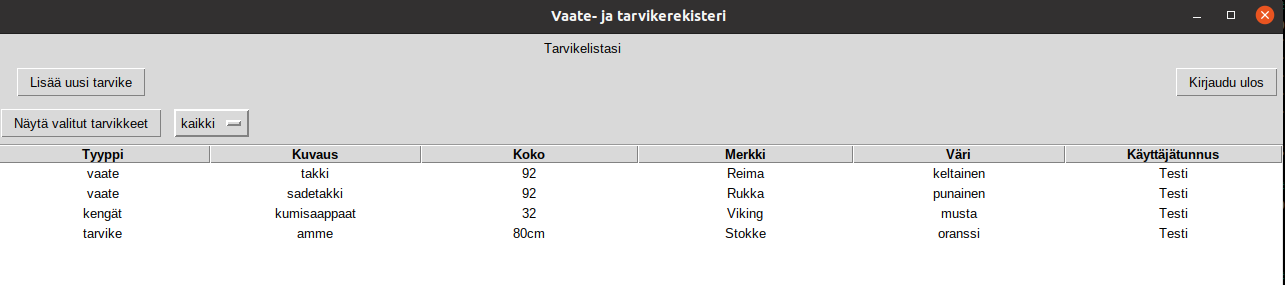 Vaate- ja tarvikerekisteri
Tarvikelistasi
Lisää uusi tarvike Kirjaudu ulos
Näytä valitut tarvikkeet kaikki
Tyyppi Kuvaus Koko Merkki Väri Käyttäjätunnus
vaate takki 92 Reima keltainen Testi
vaate sadetakki 92 Rukka punainen Testi
kengät kumisaappaat 32 Viking musta Testi
tarvike amme 80cm Stokke oranssi Testi